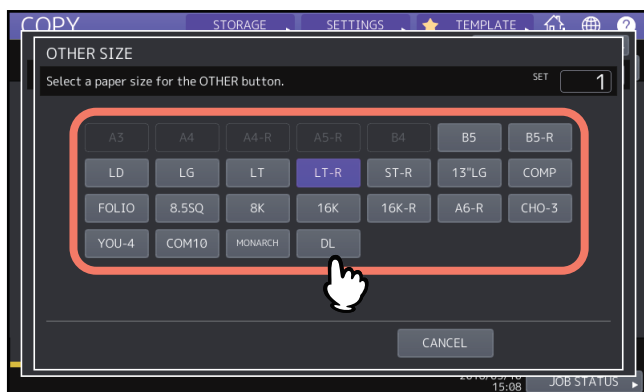 COPY STORAGE SETTINGS TEMPLATE ?
OTHER SIZE
Select a paper size for the OTHER button. SET 1
A3 A4 A4-R A5-R B4 B5 B5-R
LD LG LT LT-R ST-R 13"LG COMP
FOLIO 8.5SQ 8K 16K 16K-R A6-R CHO-3
YOU-4 COM10 MONARCH DL
CANCEL
15:08 JOB STATUS